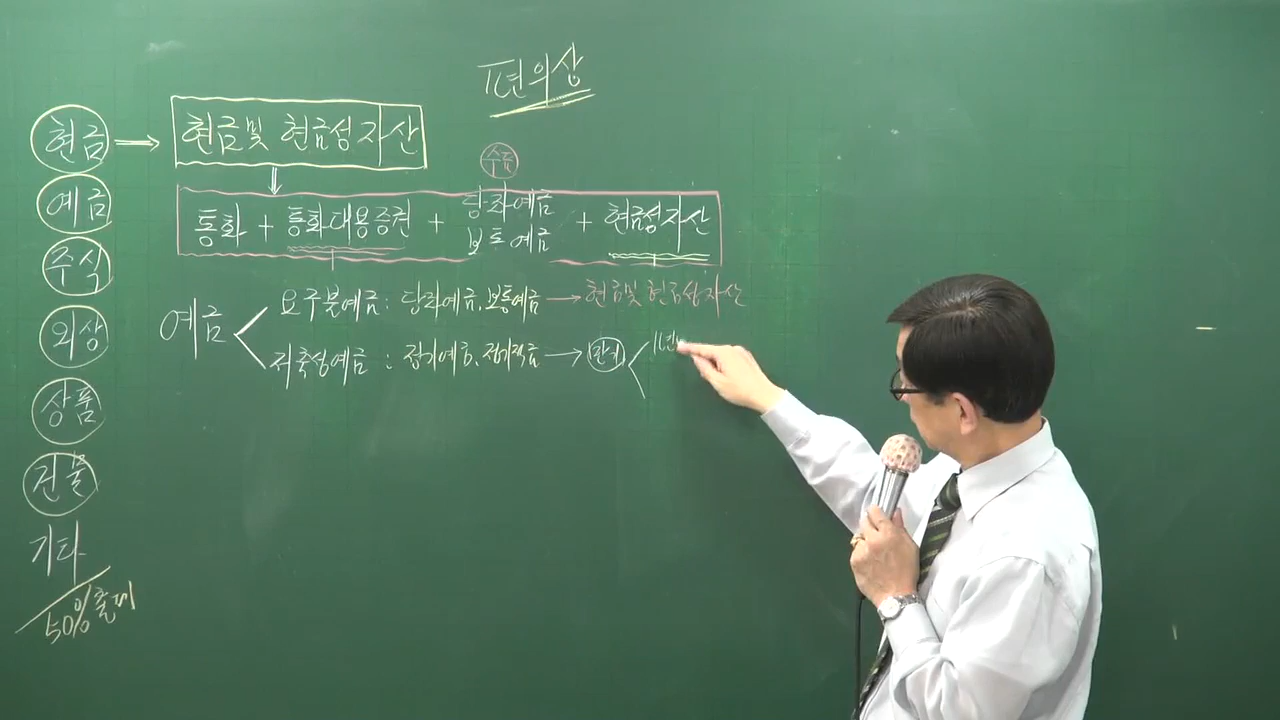 편의상
현금
현금및 현금성자산
수표
예금
통화 + 통화대용증권 + 당좌예금 보통예금 + 현금성자산
주식
예금
요구불예금 : 당좌예금, 보통예금 → 현금및 현금성자산
저축성예금 : 정기예금, 정기적금 → 만기
1년
외상
상품
건물
기타
50% 출제